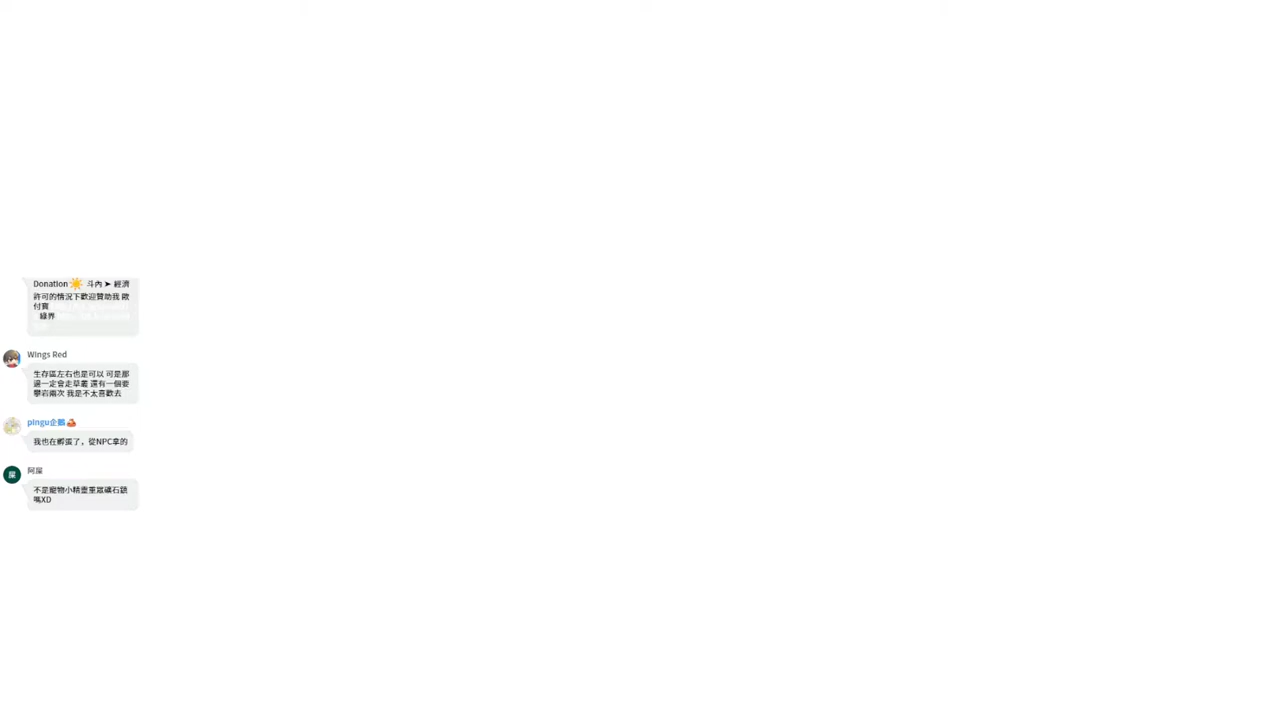 Donation ☀ 斗內 ➤ 經濟
許可的情況下歡迎贊助我 歐
付寶
綠界
Wings Red
生存區左右也是可以 可是那
邊一定會走草叢 還有一個要
攀岩兩次 我是不太喜歡去
pingu企鵝
我也在孵蛋了，從NPC拿的
阿屎
不是寵物小精靈重眾礦石鎮
嗎XD